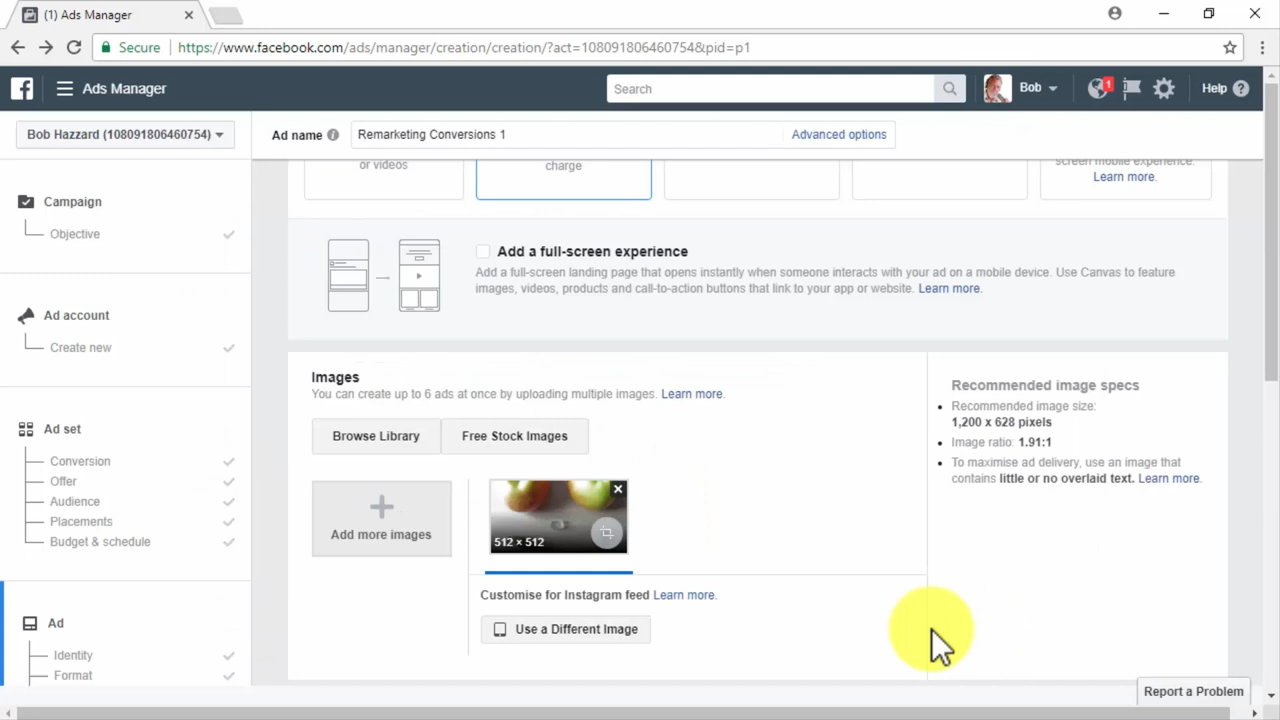 (1) Ads Manager
Secure
https://www.facebook.com/ads/manager/creation/creation/?act=108091806460754&pid=p1
Ads Manager
Search
Bob
1
Help
Bob Hazzard (108091806460754)
Ad name
Remarketing Conversions 1
Advanced options
Campaign
Objective
Ad account
Create new
Ad set
Conversion
Offer
Audience
Placements
Budget & schedule
Ad
Identity
Format
or videos
charge
screen mobile experience.
Learn more.
Add a full-screen experience
Add a full-screen landing page that opens instantly when someone interacts with your ad on a mobile device. Use Canvas to feature
images, videos, products and call-to-action buttons that link to your app or website. Learn more.
Images
You can create up to 6 ads at once by uploading multiple images. Learn more.
Browse Library
Free Stock Images
Add more images
512 × 512
Customise for Instagram feed Learn more.
Use a Different Image
Recommended image specs
Recommended image size:
1,200 x 628 pixels
Image ratio: 1.91:1
To maximise ad delivery, use an image that
contains little or no overlaid text. Learn more.
Report a Problem